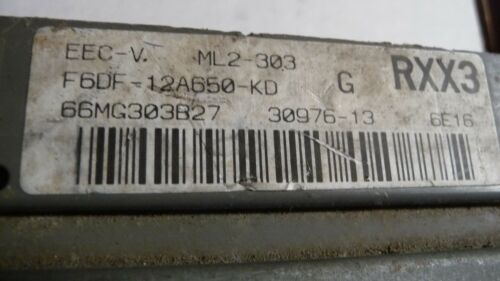 EEC-V. ML2-303
F6DF-12A650-KD G RXX3
66MG303B27 30976-13 6E16